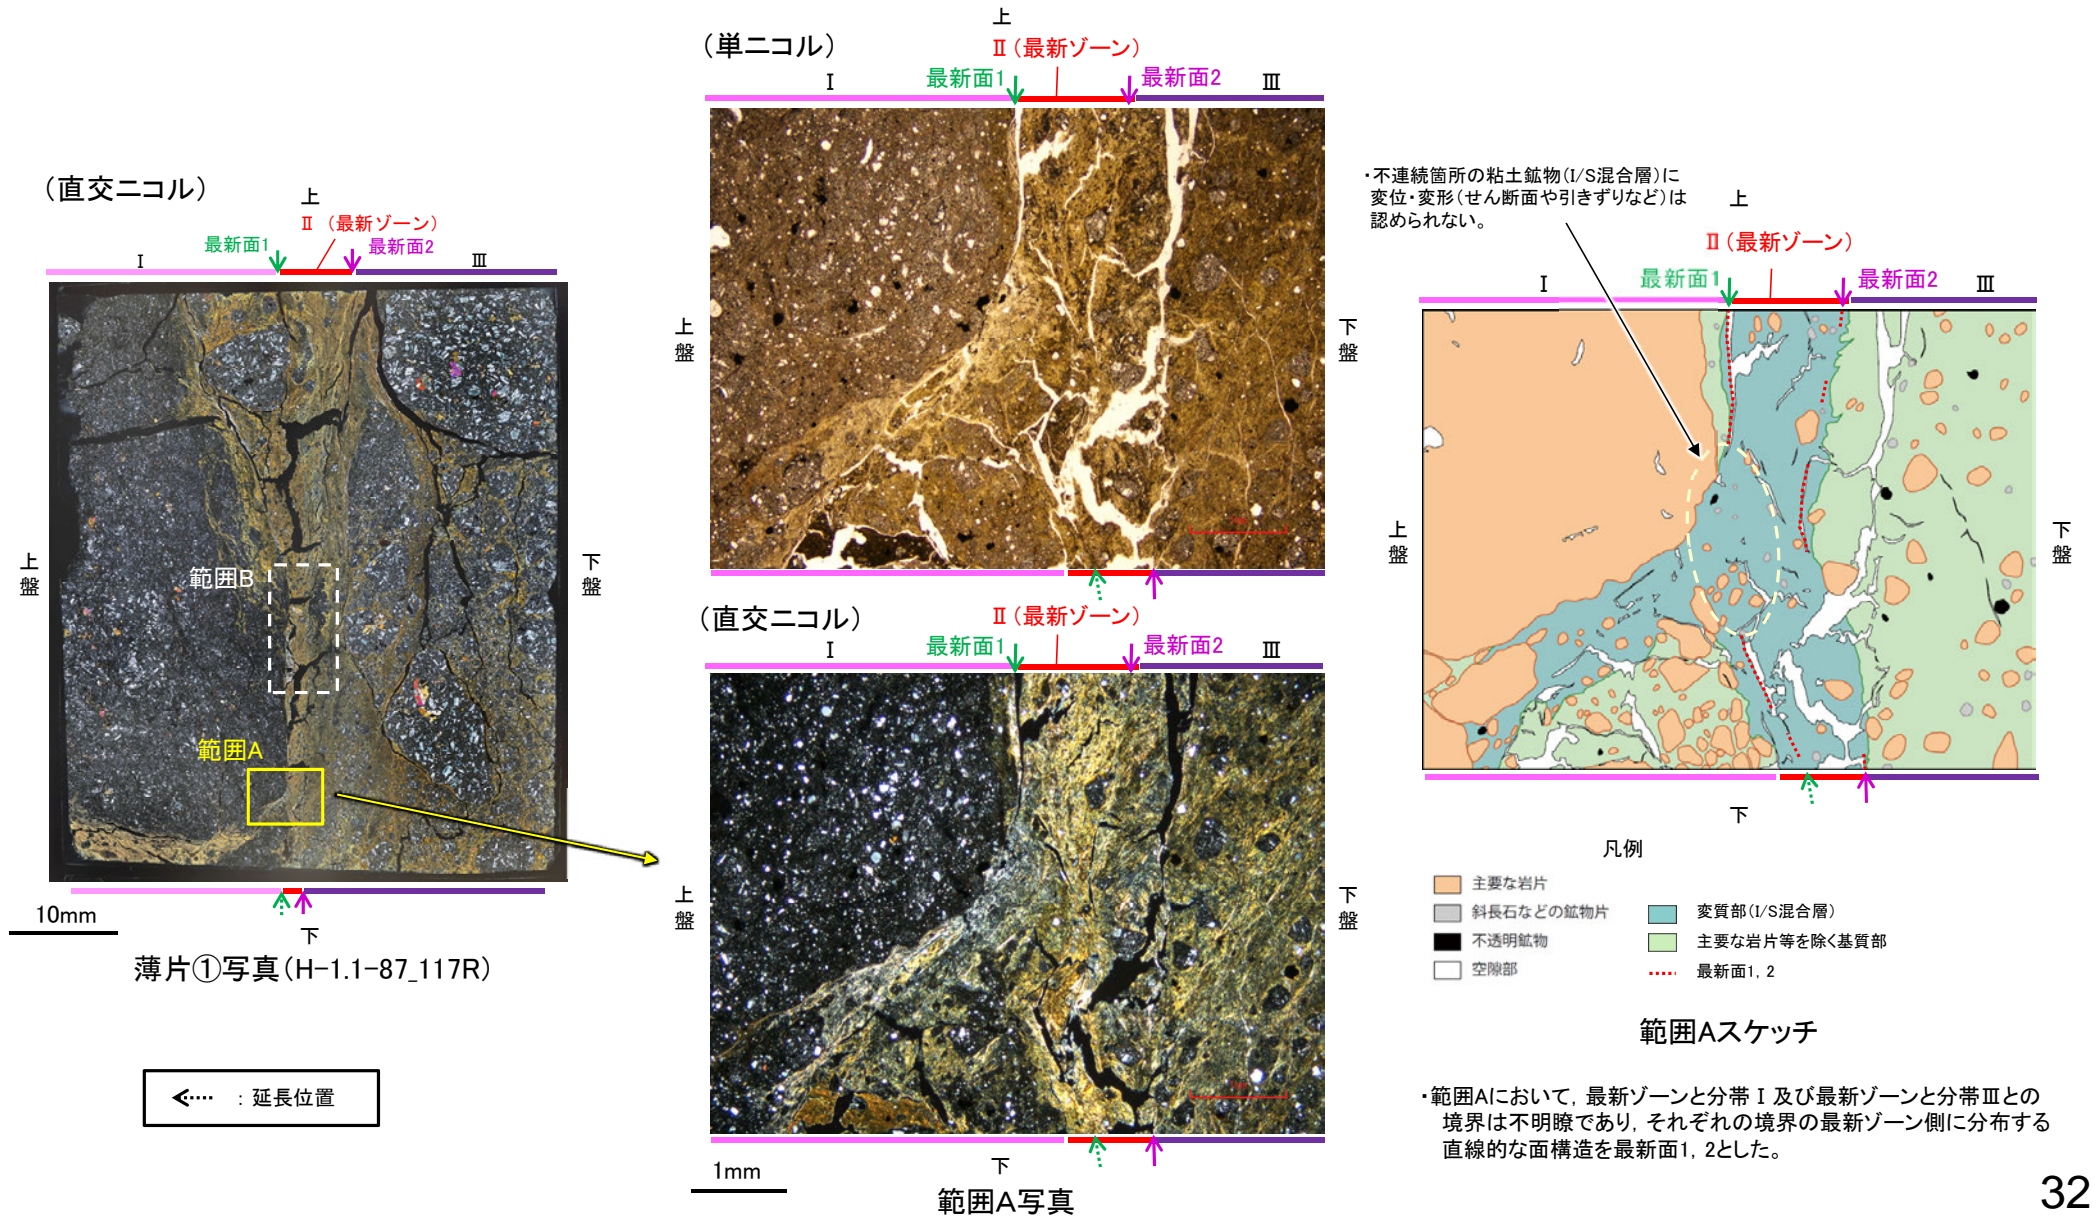 (直交ニコル)
上
Ⅱ (最新ゾーン)
最新面1
最新面2
Ⅰ
Ⅲ
上盤
下盤
範囲B
範囲A
10mm
下
薄片①写真(H-1.1-87_117R)
:延長位置
(単ニコル)
上
Ⅱ(最新ゾーン)
最新面1
最新面2
Ⅰ
Ⅲ
上盤
下盤
(直交ニコル)
Ⅱ(最新ゾーン)
最新面1
最新面2
Ⅰ
Ⅲ
上盤
下盤
1mm
下
範囲A写真
・不連続箇所の粘土鉱物(I/S混合層)に
変位・変形(せん断面や引きずりなど)は
認められない。
上
Ⅱ(最新ゾーン)
最新面1
最新面2
Ⅰ
Ⅲ
上盤
下盤
下
凡例
主要な岩片
斜長石などの鉱物片
不透明鉱物
空隙部
変質部(I/S混合層)
主要な岩片等を除く基質部
最新面1, 2
範囲Aスケッチ
・範囲Aにおいて, 最新ゾーンと分帯Ⅰ及び最新ゾーンと分帯Ⅲとの
境界は不明瞭であり, それぞれの境界の最新ゾーン側に分布する
直線的な面構造を最新面1, 2とした。
32